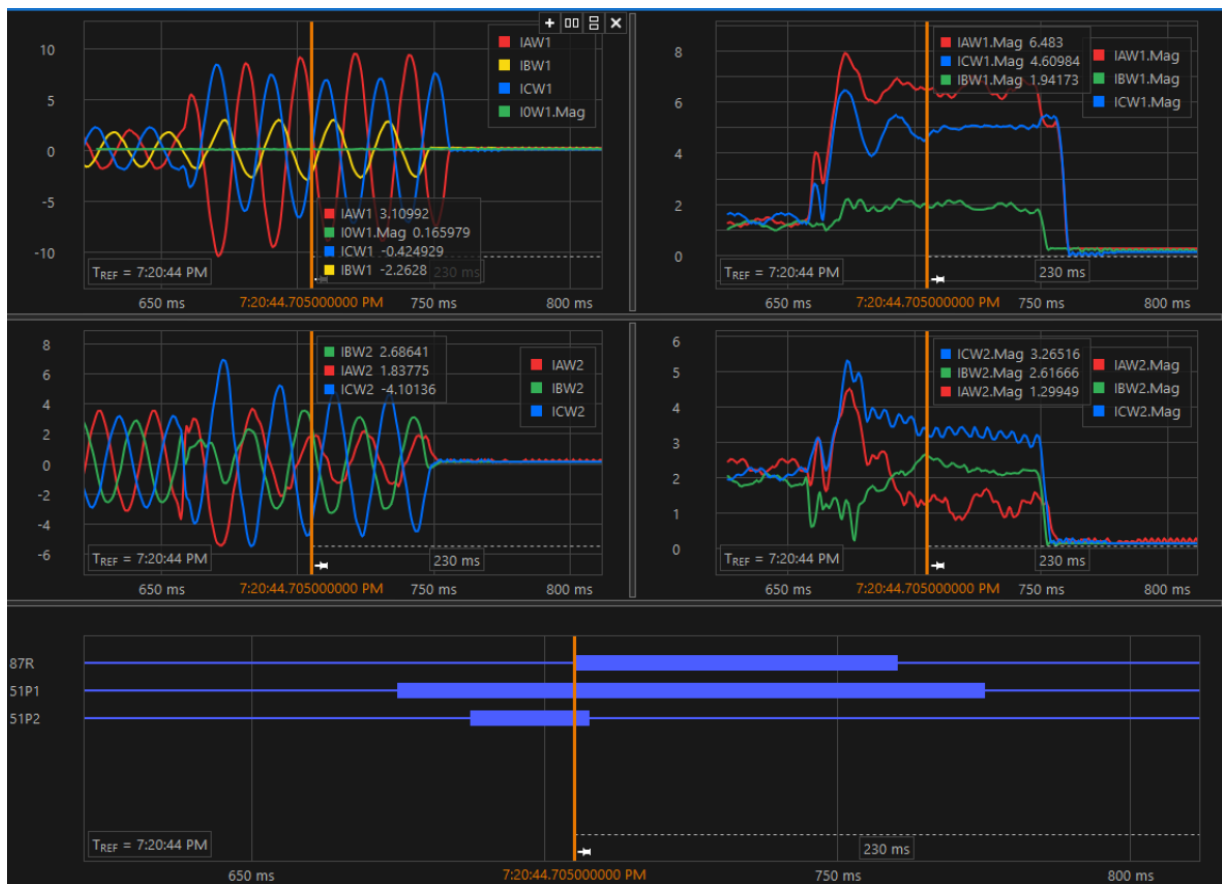 10
5
0
-5
-10
IAW1
IBW1
ICW1
I0W1.Mag
IAW1 3.10992
I0W1.Mag 0.165979
ICW1 -0.424929
IBW1 -2.2628
230 ms
TREF = 7:20:44 PM
650 ms 7:20:44.705000000 PM 750 ms 800 ms
8
6
4
2
0
IAW1.Mag 6.483
ICW1.Mag 4.60984
IBW1.Mag 1.94173
IAW1.Mag
IBW1.Mag
ICW1.Mag
TREF = 7:20:44 PM
230 ms
650 ms 7:20:44.705000000 PM 750 ms 800 ms
8
6
4
2
0
-2
-4
-6
IBW2 2.68641
IAW2 1.83775
ICW2 -4.10136
IAW2
IBW2
ICW2
TREF = 7:20:44 PM
230 ms
650 ms 7:20:44.705000000 PM 750 ms 800 ms
6
5
4
3
2
1
0
ICW2.Mag 3.26516
IBW2.Mag 2.61666
IAW2.Mag 1.29949
IAW2.Mag
IBW2.Mag
ICW2.Mag
TREF = 7:20:44 PM
230 ms
650 ms 7:20:44.705000000 PM 750 ms 800 ms
87R
51P1
51P2
TREF = 7:20:44 PM
230 ms
650 ms 7:20:44.705000000 PM 750 ms 800 ms